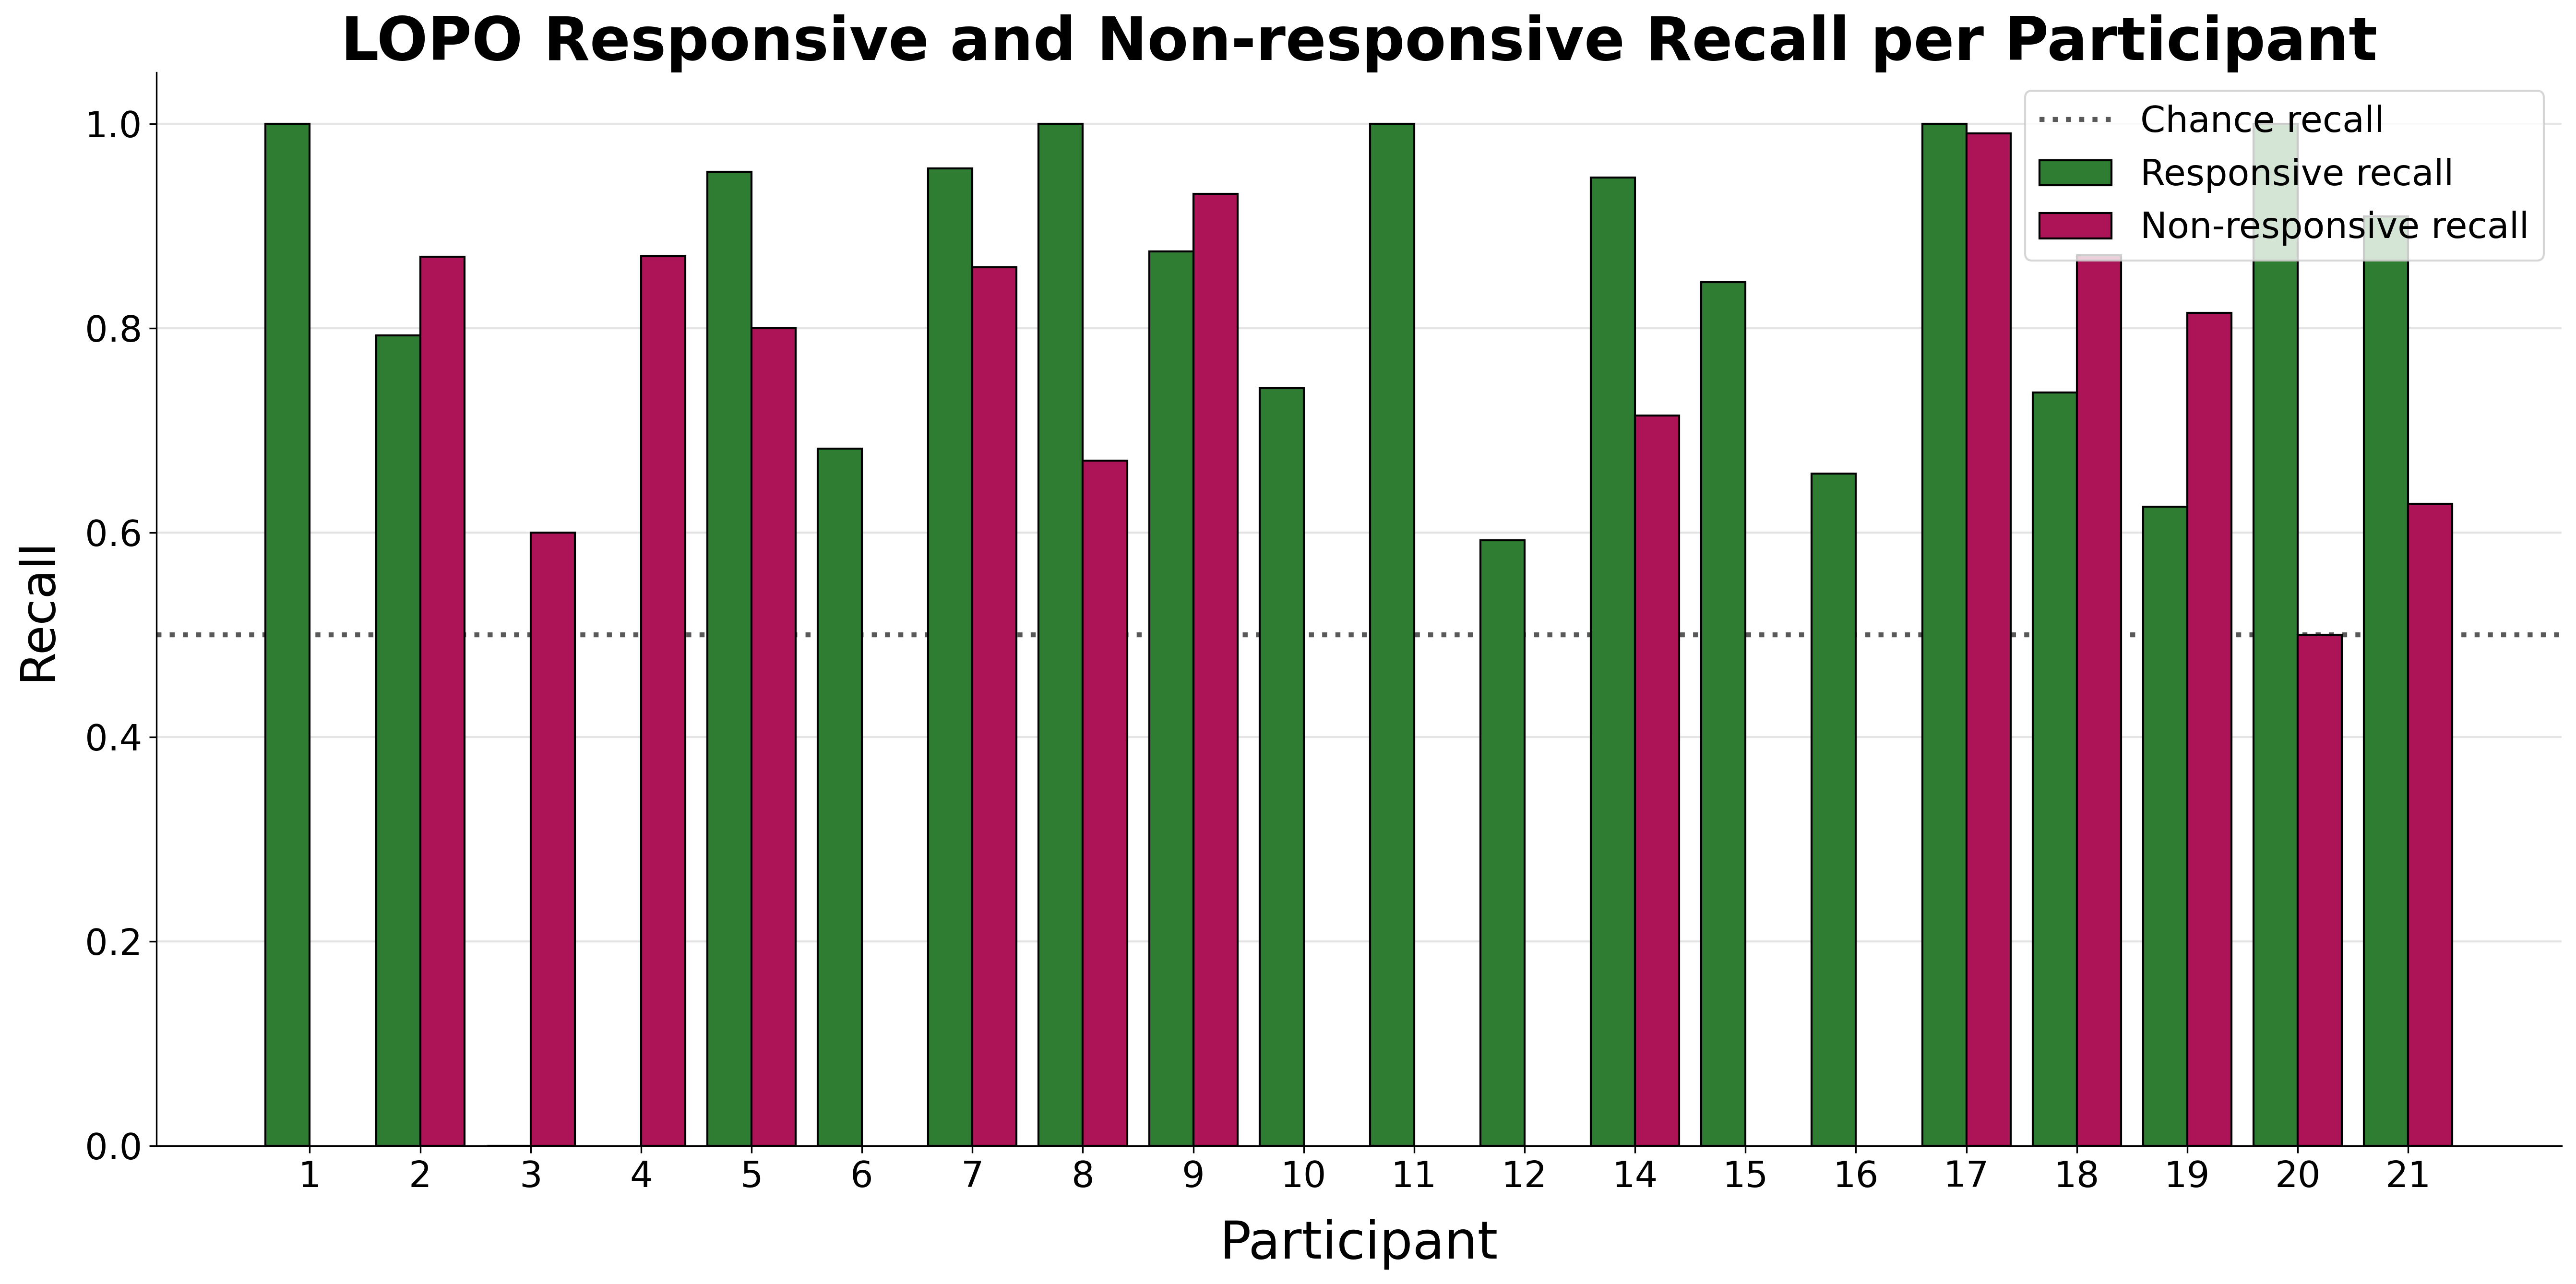 LOPO Responsive and Non-responsive Recall per Participant
Chance recall
Responsive recall
Non-responsive recall
1.0
0.8
0.6
0.4
0.2
0.0
Recall
1 2 3 4 5 6 7 8 9 10 11 12 14 15 16 17 18 19 20 21
Participant